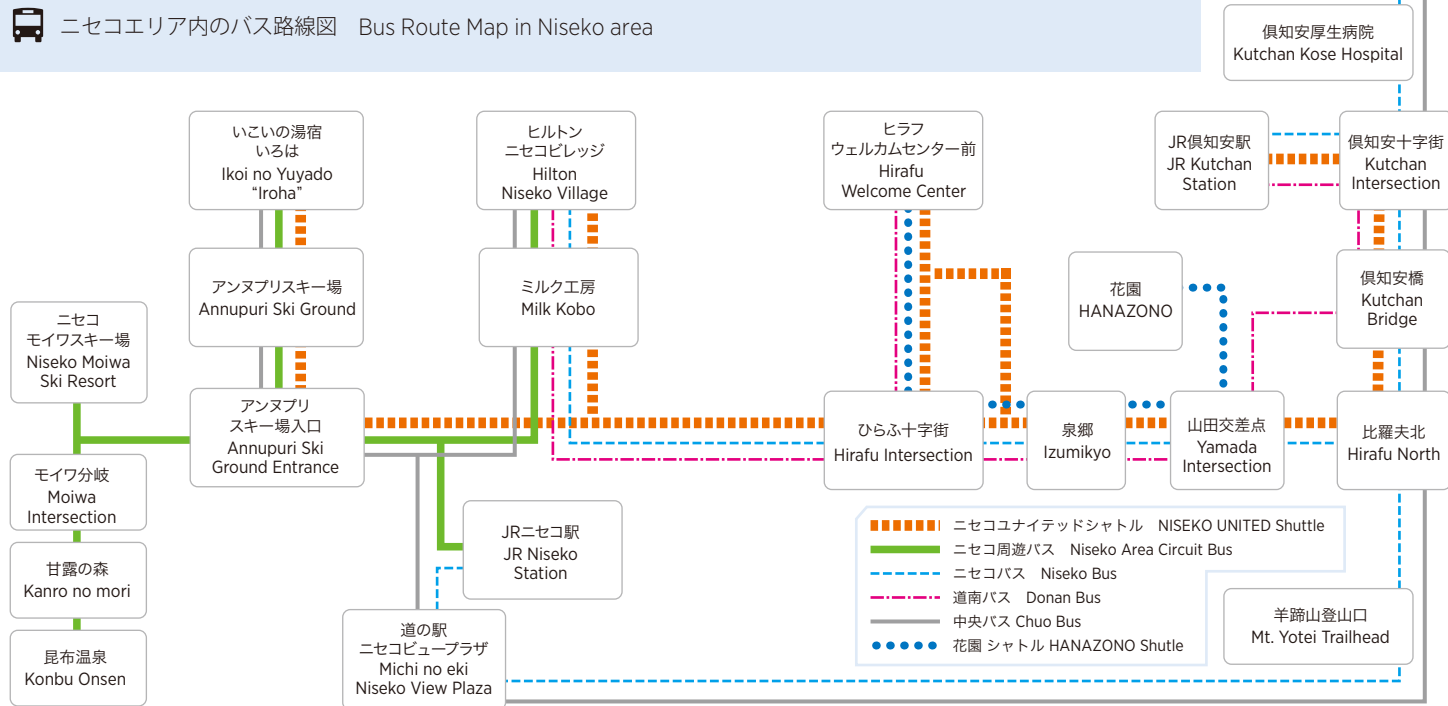 ニセコエリア内のバス路線図 Bus Route Map in Niseko area
倶知安厚生病院
Kutchan Kose Hospital
いこいの湯宿
いろは
Ikoi no Yuyado
“Iroha”
ヒルトン
ニセコビレッジ
Hilton
Niseko Village
ヒラフ
ウェルカムセンター前
Hirafu
Welcome Center
JR倶知安駅
JR Kutchan
Station
倶知安十字街
Kutchan
Intersection
アンヌプリスキー場
Annupuri Ski Ground
ミルク工房
Milk Kobo
花園
HANAZONO
倶知安橋
Kutchan
Bridge
ニセコ
モイワスキー場
Niseko Moiwa
Ski Resort
アンヌプリ
スキー場入口
Annupuri Ski
Ground Entrance
ひらふ十字街
Hirafu Intersection
泉郷
Izumikyo
山田交差点
Yamada
Intersection
比羅夫北
Hirafu North
モイワ分岐
Moiwa
Intersection
JRニセコ駅
JR Niseko
Station
甘露の森
Kanro no mori
昆布温泉
Konbu Onsen
道の駅
ニセコビュープラザ
Michi no eki
Niseko View Plaza
ニセコユナイテッドシャトル NISEKO UNITED Shuttle
ニセコ周遊バス Niseko Area Circuit Bus
ニセコバス Niseko Bus
道南バス Donan Bus
中央バス Chuo Bus
花園 シャトル HANAZONO Shutle
羊蹄山登山口
Mt. Yotei Trailhead